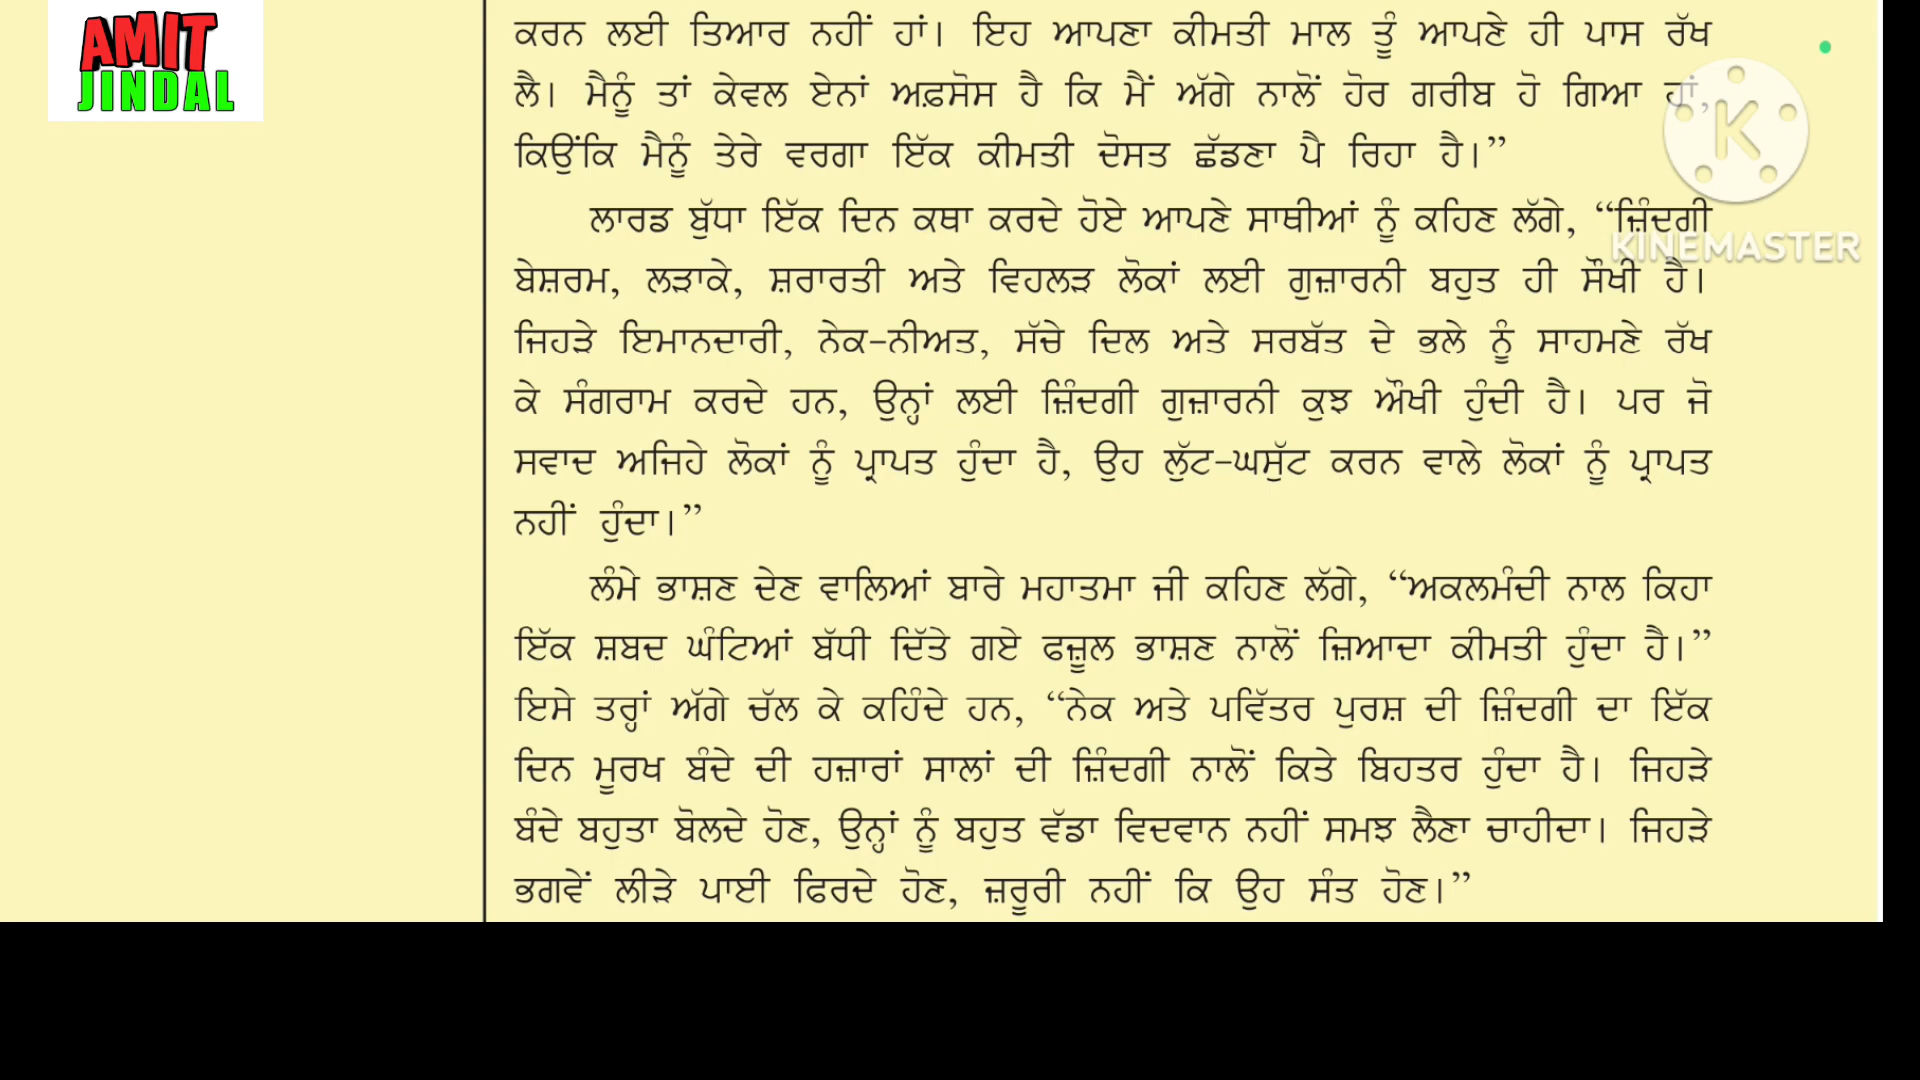 AMIT
JINDAL
ਕਰਨ ਲਈ ਤਿਆਰ ਨਹੀਂ ਹਾਂ। ਇਹ ਆਪਣਾ ਕੀਮਤੀ ਮਾਲ ਤੂੰ ਆਪਣੇ ਹੀ ਪਾਸ ਰੱਖ
ਲੈ। ਮੈਨੂੰ ਤਾਂ ਕੇਵਲ ਏਨਾਂ ਅਫ਼ਸੋਸ ਹੈ ਕਿ ਮੈਂ ਅੱਗੇ ਨਾਲੋਂ ਹੋਰ ਗਰੀਬ ਹੋ ਗਿਆ ਹਾਂ,
ਕਿਉਂਕਿ ਮੈਨੂੰ ਤੇਰੇ ਵਰਗਾ ਇੱਕ ਕੀਮਤੀ ਦੋਸਤ ਛੱਡਣਾ ਪੈ ਰਿਹਾ ਹੈ।”
K
ਲਾਰਡ ਬੁੱਧਾ ਇੱਕ ਦਿਨ ਕਥਾ ਕਰਦੇ ਹੋਏ ਆਪਣੇ ਸਾਥੀਆਂ ਨੂੰ ਕਹਿਣ ਲੱਗੇ, “ਜ਼ਿੰਦਗੀ
KINEMASTER
ਬੇਸ਼ਰਮ, ਲੜਾਕੇ, ਸ਼ਰਾਰਤੀ ਅਤੇ ਵਿਹਲੜ ਲੋਕਾਂ ਲਈ ਗੁਜ਼ਾਰਨੀ ਬਹੁਤ ਹੀ ਸੌਖੀ ਹੈ।
ਜਿਹੜੇ ਇਮਾਨਦਾਰੀ, ਨੇਕ-ਨੀਅਤ, ਸੱਚੇ ਦਿਲ ਅਤੇ ਸਰਬੱਤ ਦੇ ਭਲੇ ਨੂੰ ਸਾਹਮਣੇ ਰੱਖ
ਕੇ ਸੰਗਰਾਮ ਕਰਦੇ ਹਨ, ਉਨ੍ਹਾਂ ਲਈ ਜ਼ਿੰਦਗੀ ਗੁਜ਼ਾਰਨੀ ਕੁਝ ਔਖੀ ਹੁੰਦੀ ਹੈ। ਪਰ ਜੋ
ਸਵਾਦ ਅਜਿਹੇ ਲੋਕਾਂ ਨੂੰ ਪ੍ਰਾਪਤ ਹੁੰਦਾ ਹੈ, ਉਹ ਲੁੱਟ-ਘਸੁੱਟ ਕਰਨ ਵਾਲੇ ਲੋਕਾਂ ਨੂੰ ਪ੍ਰਾਪਤ
ਨਹੀਂ ਹੁੰਦਾ।”
ਲੰਮੇ ਭਾਸ਼ਣ ਦੇਣ ਵਾਲਿਆਂ ਬਾਰੇ ਮਹਾਤਮਾ ਜੀ ਕਹਿਣ ਲੱਗੇ, “ਅਕਲਮੰਦੀ ਨਾਲ ਕਿਹਾ
ਇੱਕ ਸ਼ਬਦ ਘੰਟਿਆਂ ਬੱਧੀ ਦਿੱਤੇ ਗਏ ਫਜ਼ੂਲ ਭਾਸ਼ਣ ਨਾਲੋਂ ਜ਼ਿਆਦਾ ਕੀਮਤੀ ਹੁੰਦਾ ਹੈ।”
ਇਸੇ ਤਰ੍ਹਾਂ ਅੱਗੇ ਚੱਲ ਕੇ ਕਹਿੰਦੇ ਹਨ, “ਨੇਕ ਅਤੇ ਪਵਿੱਤਰ ਪੁਰਸ਼ ਦੀ ਜ਼ਿੰਦਗੀ ਦਾ ਇੱਕ
ਦਿਨ ਮੂਰਖ ਬੰਦੇ ਦੀ ਹਜ਼ਾਰਾਂ ਸਾਲਾਂ ਦੀ ਜ਼ਿੰਦਗੀ ਨਾਲੋਂ ਕਿਤੇ ਬਿਹਤਰ ਹੁੰਦਾ ਹੈ। ਜਿਹੜੇ
ਬੰਦੇ ਬਹੁਤਾ ਬੋਲਦੇ ਹੋਣ, ਉਨ੍ਹਾਂ ਨੂੰ ਬਹੁਤ ਵੱਡਾ ਵਿਦਵਾਨ ਨਹੀਂ ਸਮਝ ਲੈਣਾ ਚਾਹੀਦਾ। ਜਿਹੜੇ
ਭਗਵੇਂ ਲੀੜੇ ਪਾਈ ਫਿਰਦੇ ਹੋਣ, ਜ਼ਰੂਰੀ ਨਹੀਂ ਕਿ ਉਹ ਸੰਤ ਹੋਣ।”